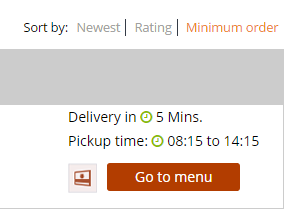 Sort by: Newest | Rating | Minimum order
Delivery in 5 Mins.
Pickup time: 08:15 to 14:15
Go to menu